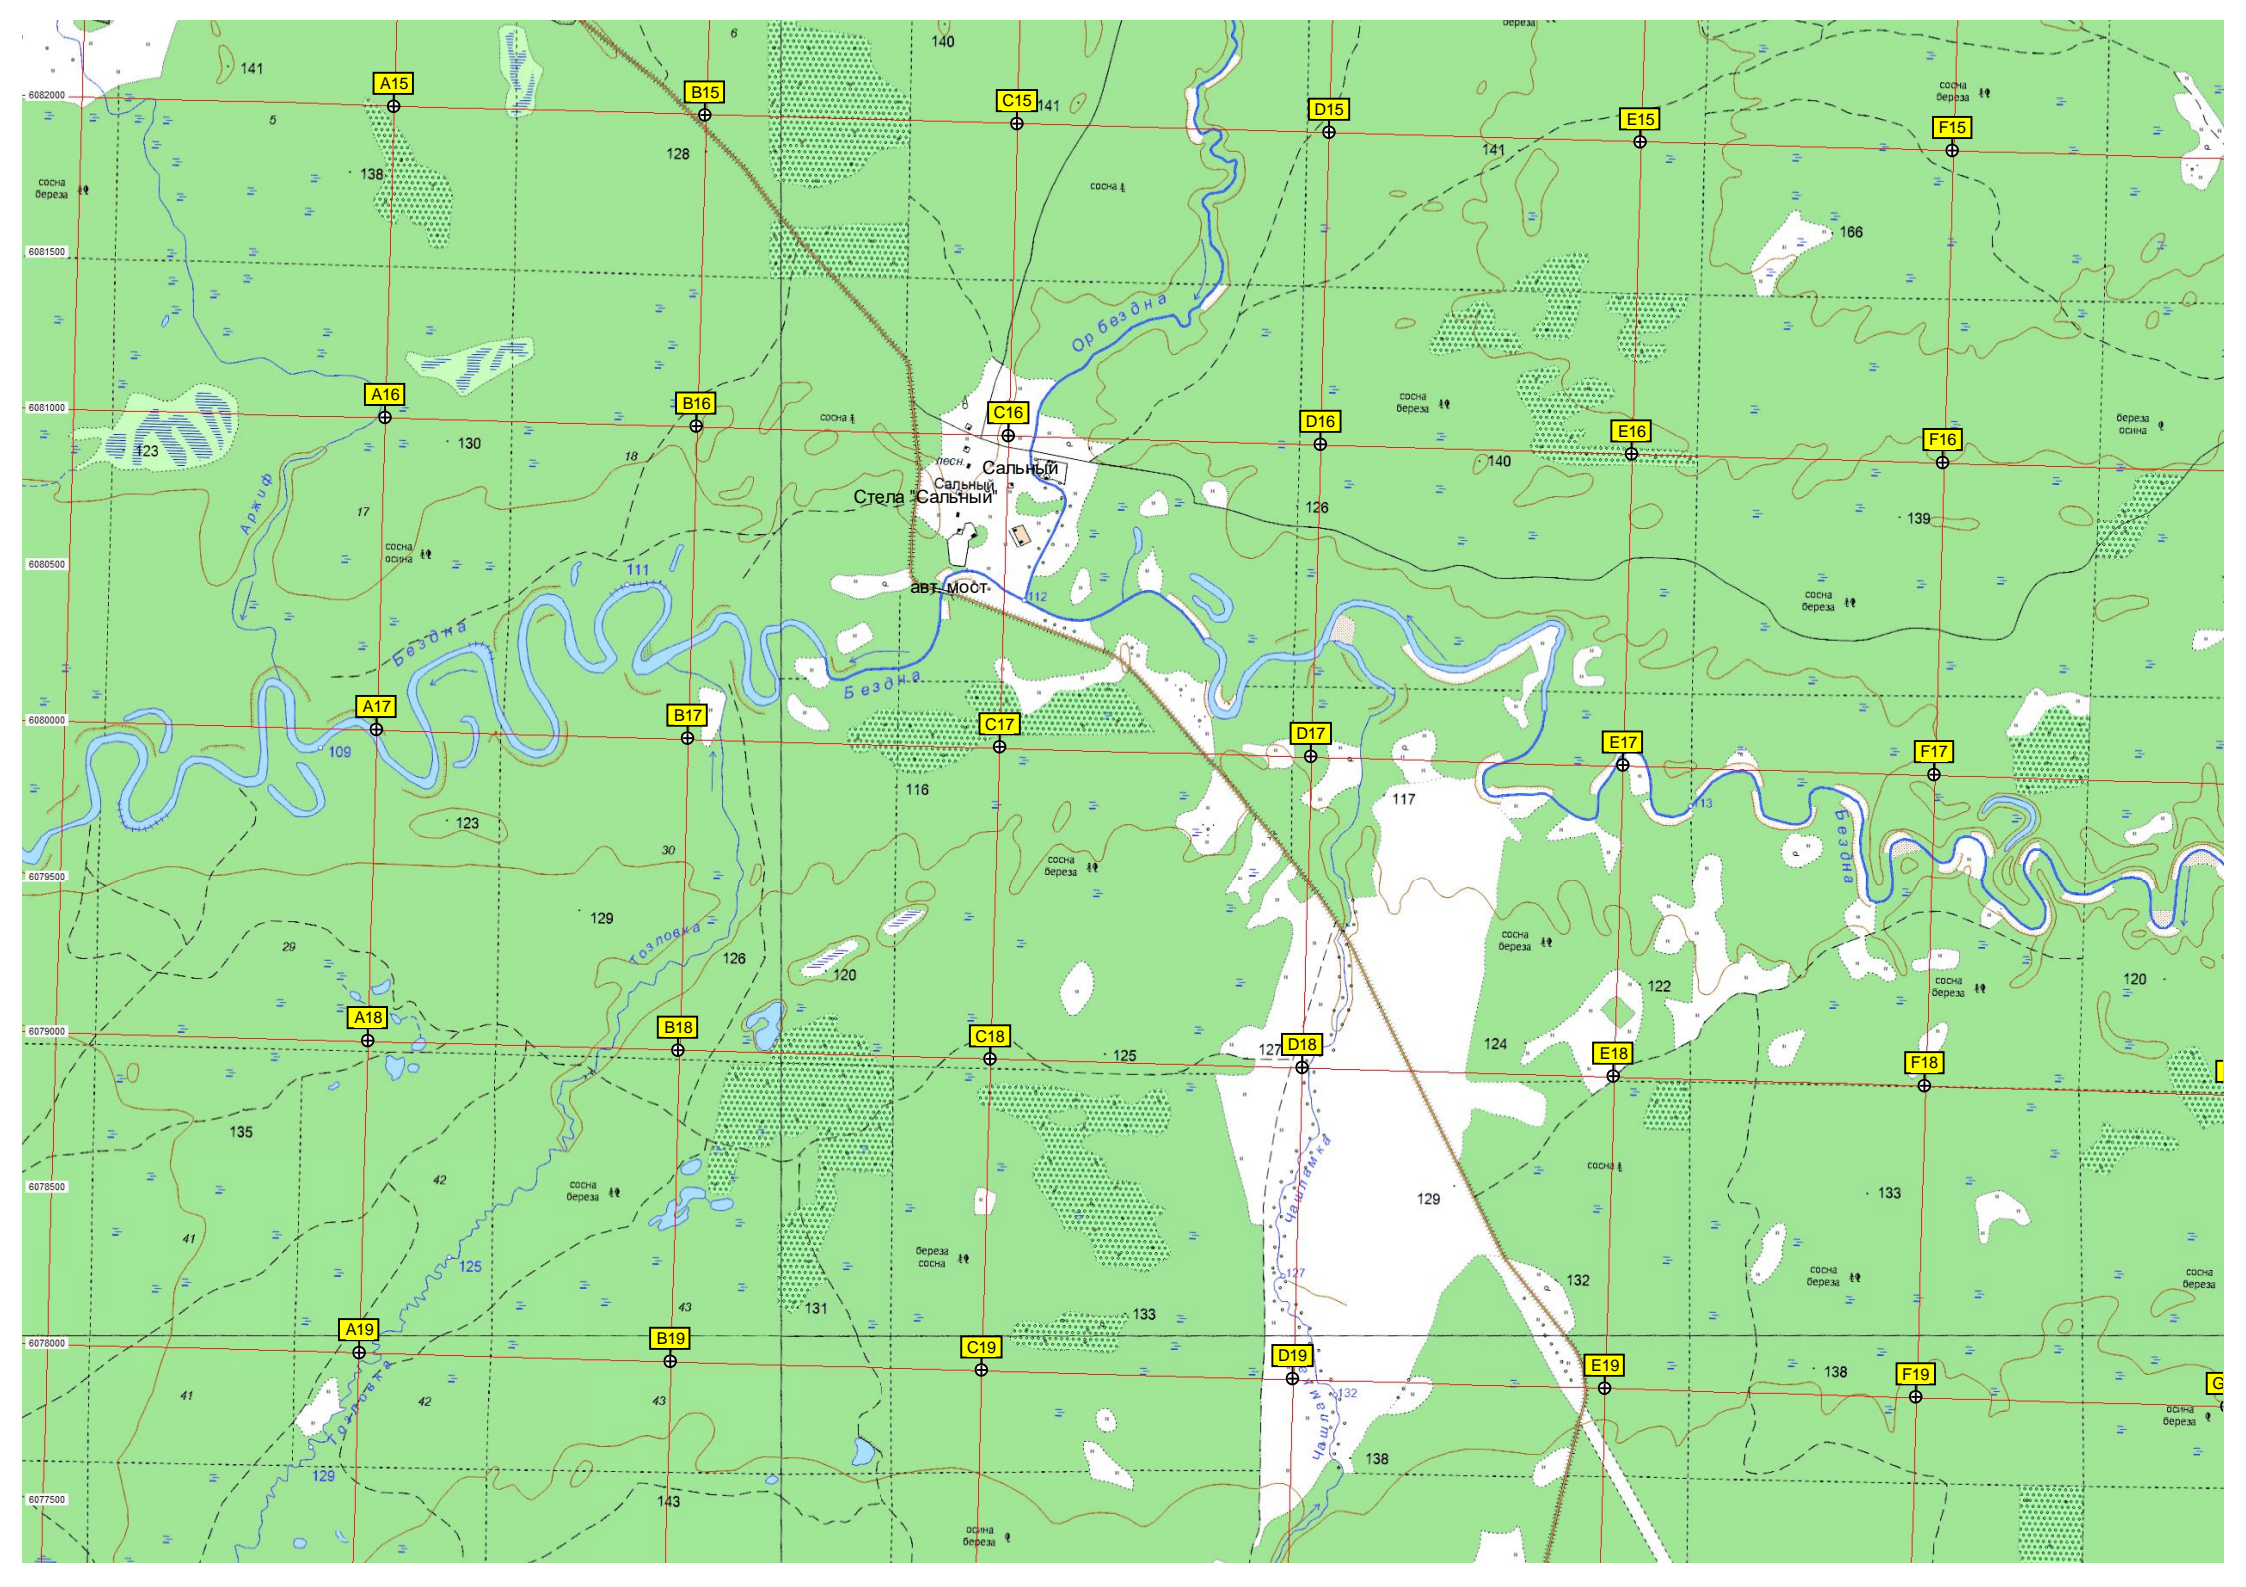 береза
6
140
141
6082000
A15
B15
C15
141
D15
E15
F15
сосна
береза
5
128
141
138
сосна
береза
сосна
166
6081500
Орбездна
6081000
A16
B16
C16
D16
E16
F16
сосна
сосна
береза
береза
осина
123
130
18
лесн.
Сальный
140
Сальный
Стела "Сальный"
Аржиф
17
126
139
сосна
осина
6080500
111
авт. мост
112
сосна
береза
Бездна
Бездна
6080000
A17
B17
C17
D17
E17
F17
109
116
117
113
123
Бездна
30
сосна
береза
6079500
129
29
Тозловка
126
120
сосна
береза
122
сосна
береза
120
6079000
A18
B18
C18
D18
E18
F18
125
127
124
135
Чашламка
42
сосна
береза
сосна
133
6078500
129
41
береза
сосна
125
127
132
сосна
береза
сосна
береза
43
131
133
6078000
A19
B19
C19
D19
E19
F19
G
Тозловка
41
42
43
132
138
осина
береза
Чашламка
129
138
6077500
143
осина
береза